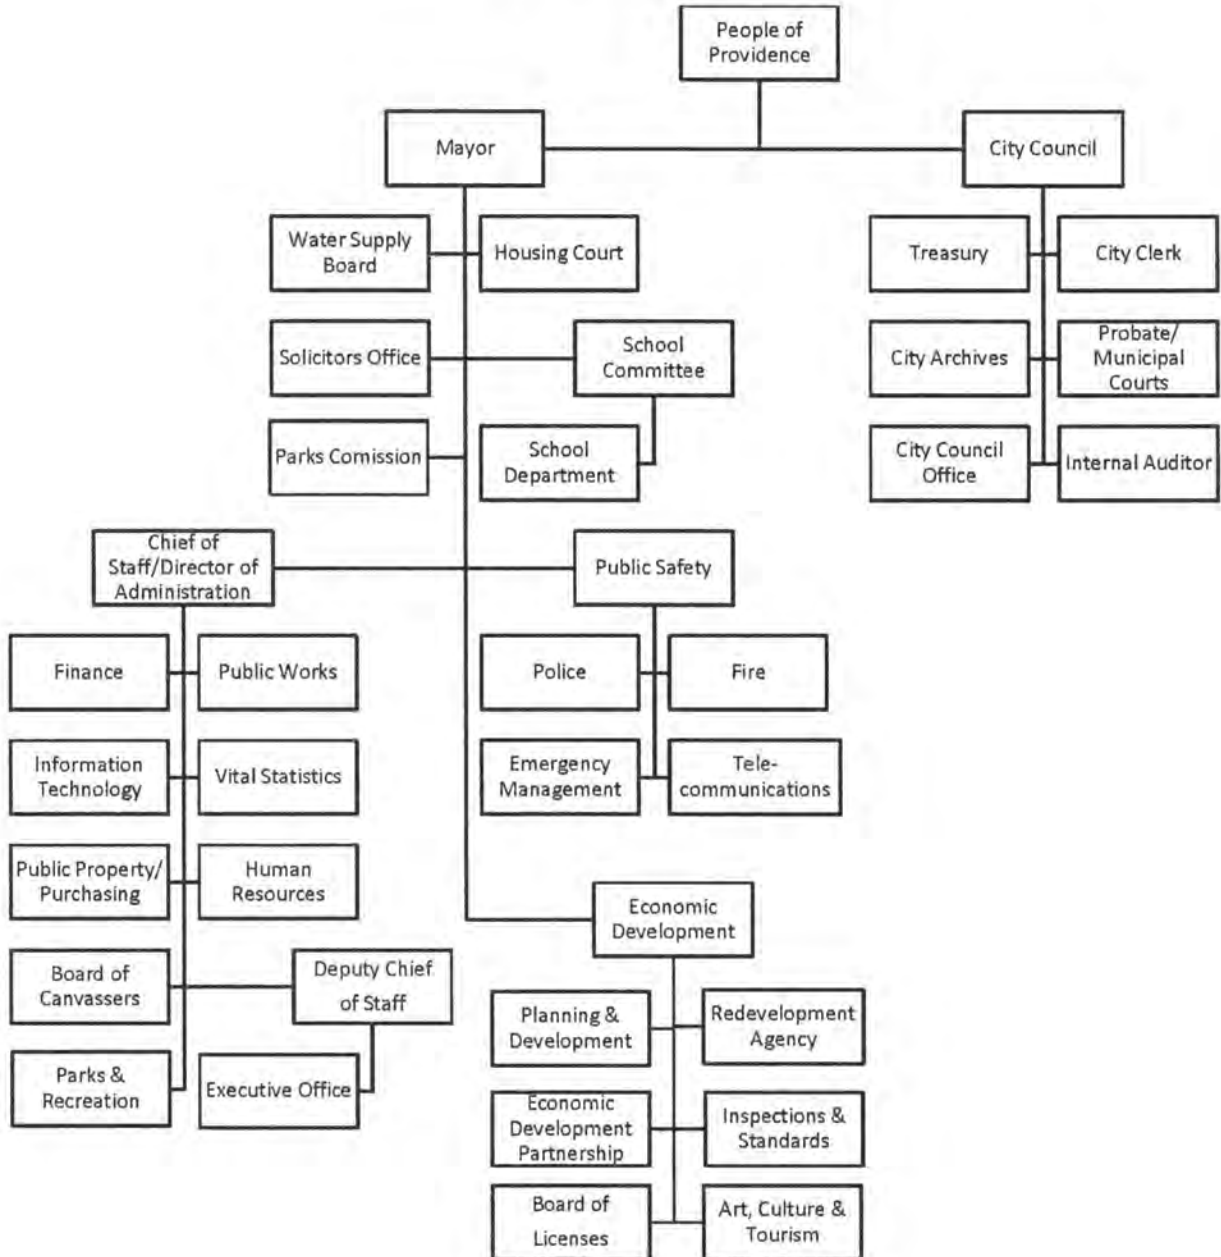 People of
Providence
Mayor
City Council
Water Supply
Board
Housing Court
Treasury
City Clerk
Solicitors Office
School
Committee
City Archives
Probate/
Municipal
Courts
Parks Comission
School
Department
City Council
Office
Internal Auditor
Chief of
Staff/Director of
Administration
Public Safety
Finance
Public Works
Police
Fire
Information
Technology
Vital Statistics
Emergency
Management
Tele-
communications
Public Property/
Purchasing
Human
Resources
Economic
Development
Board of
Canvassers
Deputy Chief
of Staff
Planning &
Development
Redevelopment
Agency
Parks &
Recreation
Executive Office
Economic
Development
Partnership
Inspections &
Standards
Board of
Licenses
Art, Culture &
Tourism